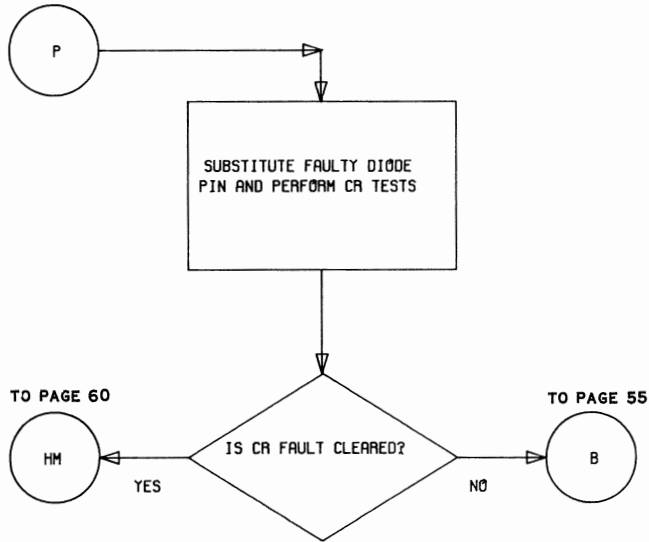 P
SUBSTITUTE FAULTY DIODE
PIN AND PERFORM CR TESTS
TO PAGE 60
TO PAGE 55
HM
IS CR FAULT CLEARED?
B
YES
NO